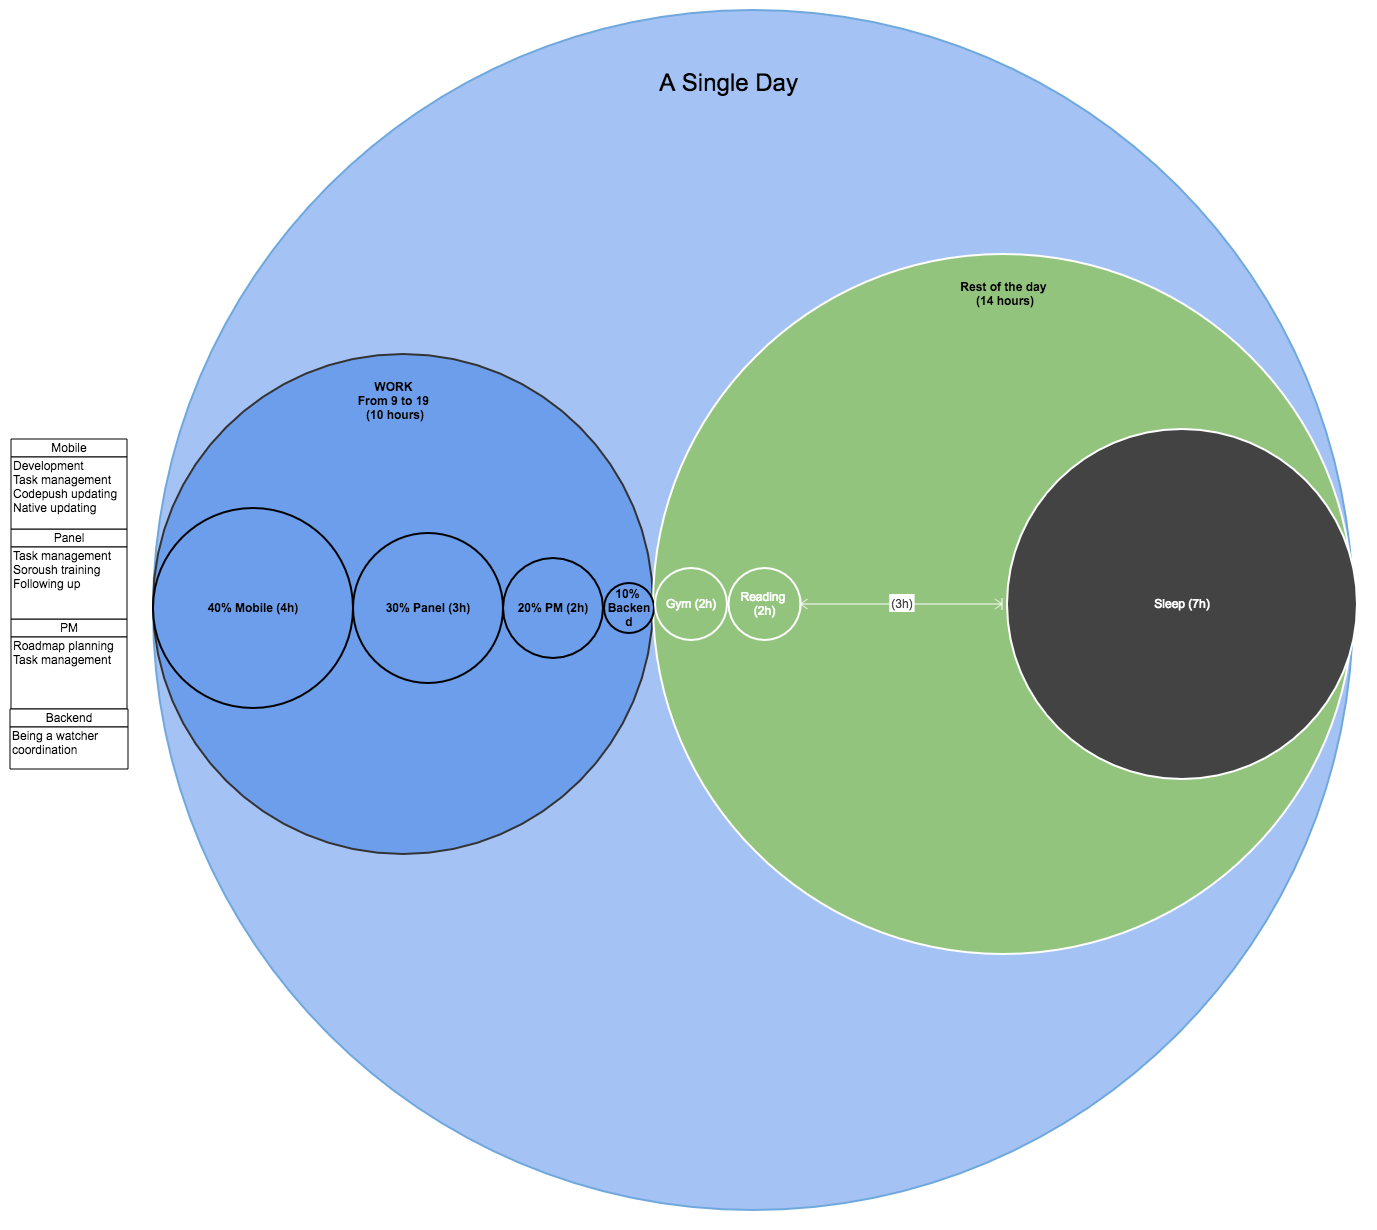 A Single Day
Rest of the day
(14 hours)
WORK
From 9 to 19
(10 hours)
Mobile
Development
Task management
Codepush updating
Native updating
Panel
Task management
Soroush training
Following up
PM
Roadmap planning
Task management
Backend
Being a watcher
coordination
40% Mobile (4h)
30% Panel (3h)
20% PM (2h)
10%
Backen
d
Gym (2h)
Reading
(2h)
(3h)
Sleep (7h)